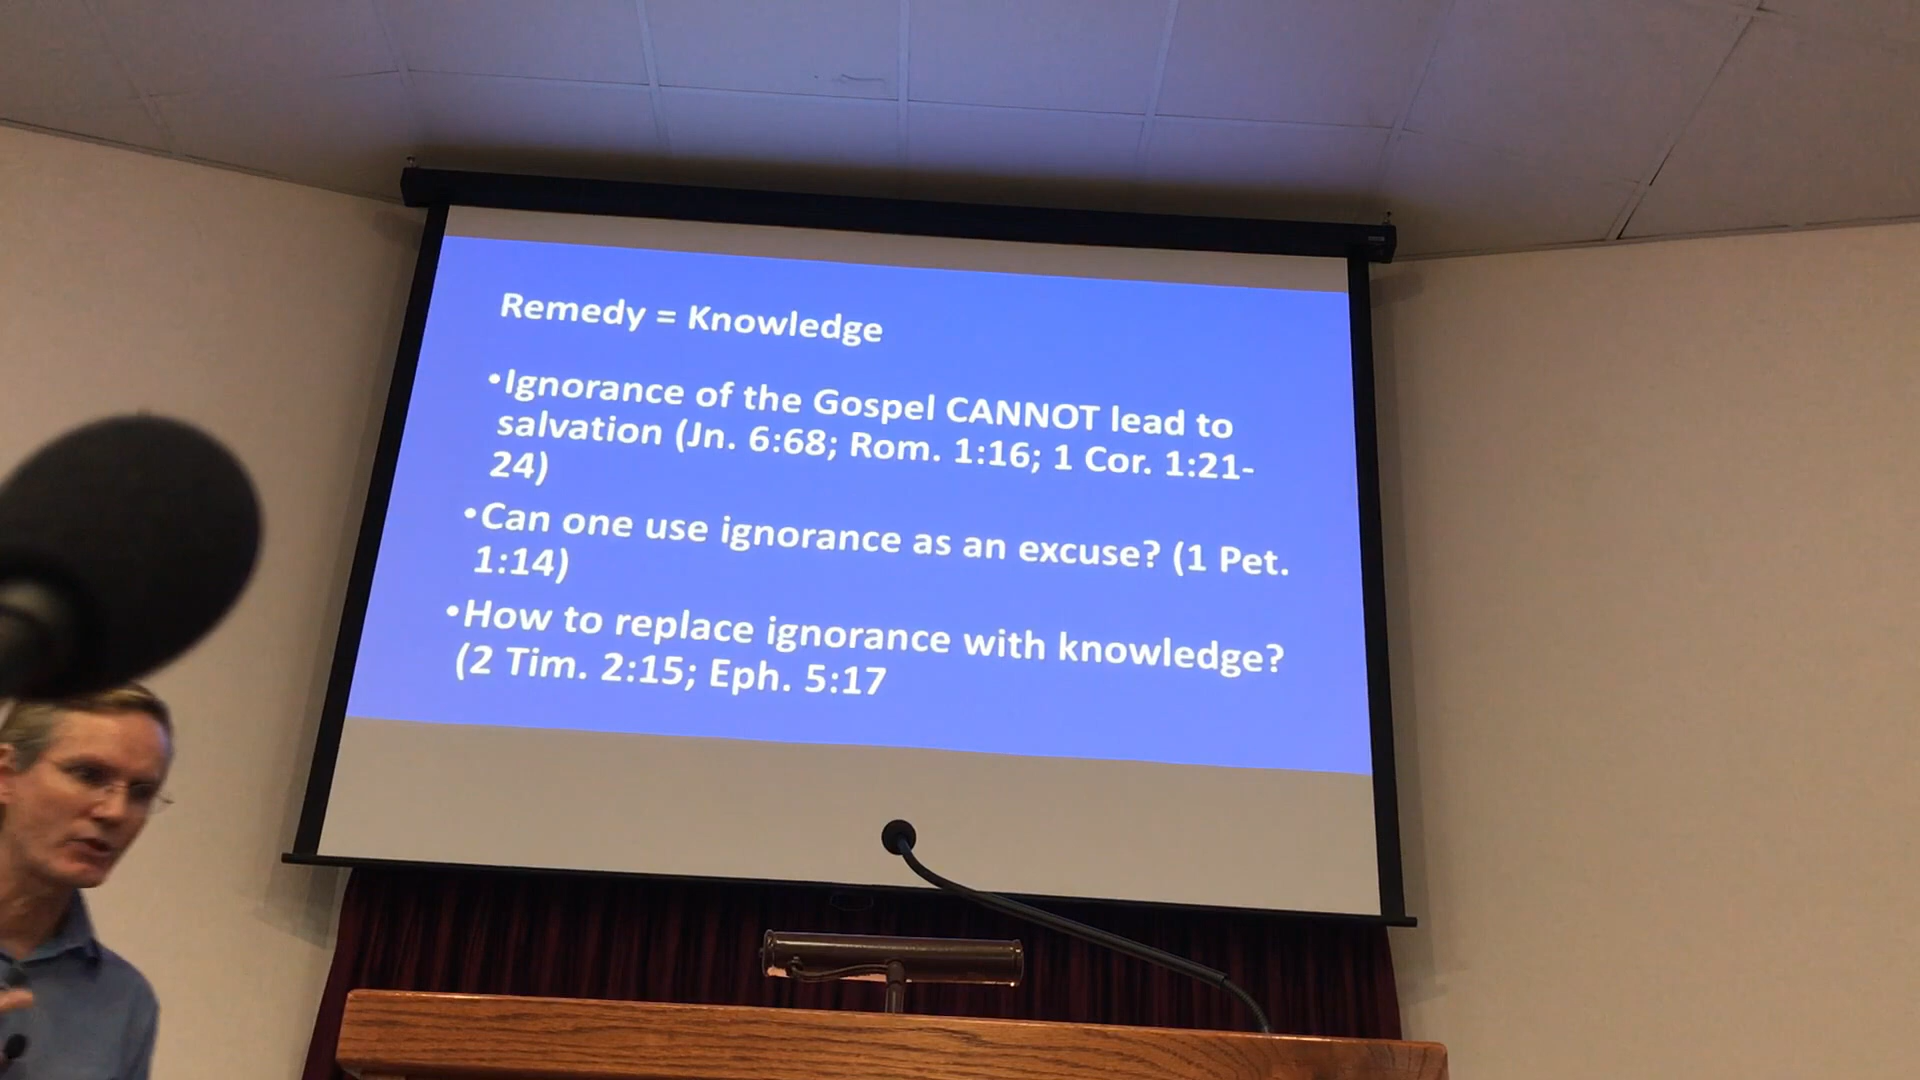 Remedy = Knowledge
•Ignorance of the Gospel CANNOT lead to
salvation (Jn. 6:68; Rom. 1:16; 1 Cor. 1:21-
24)
•Can one use ignorance as an excuse? (1 Pet.
1:14)
•How to replace ignorance with knowledge?
(2 Tim. 2:15; Eph. 5:17